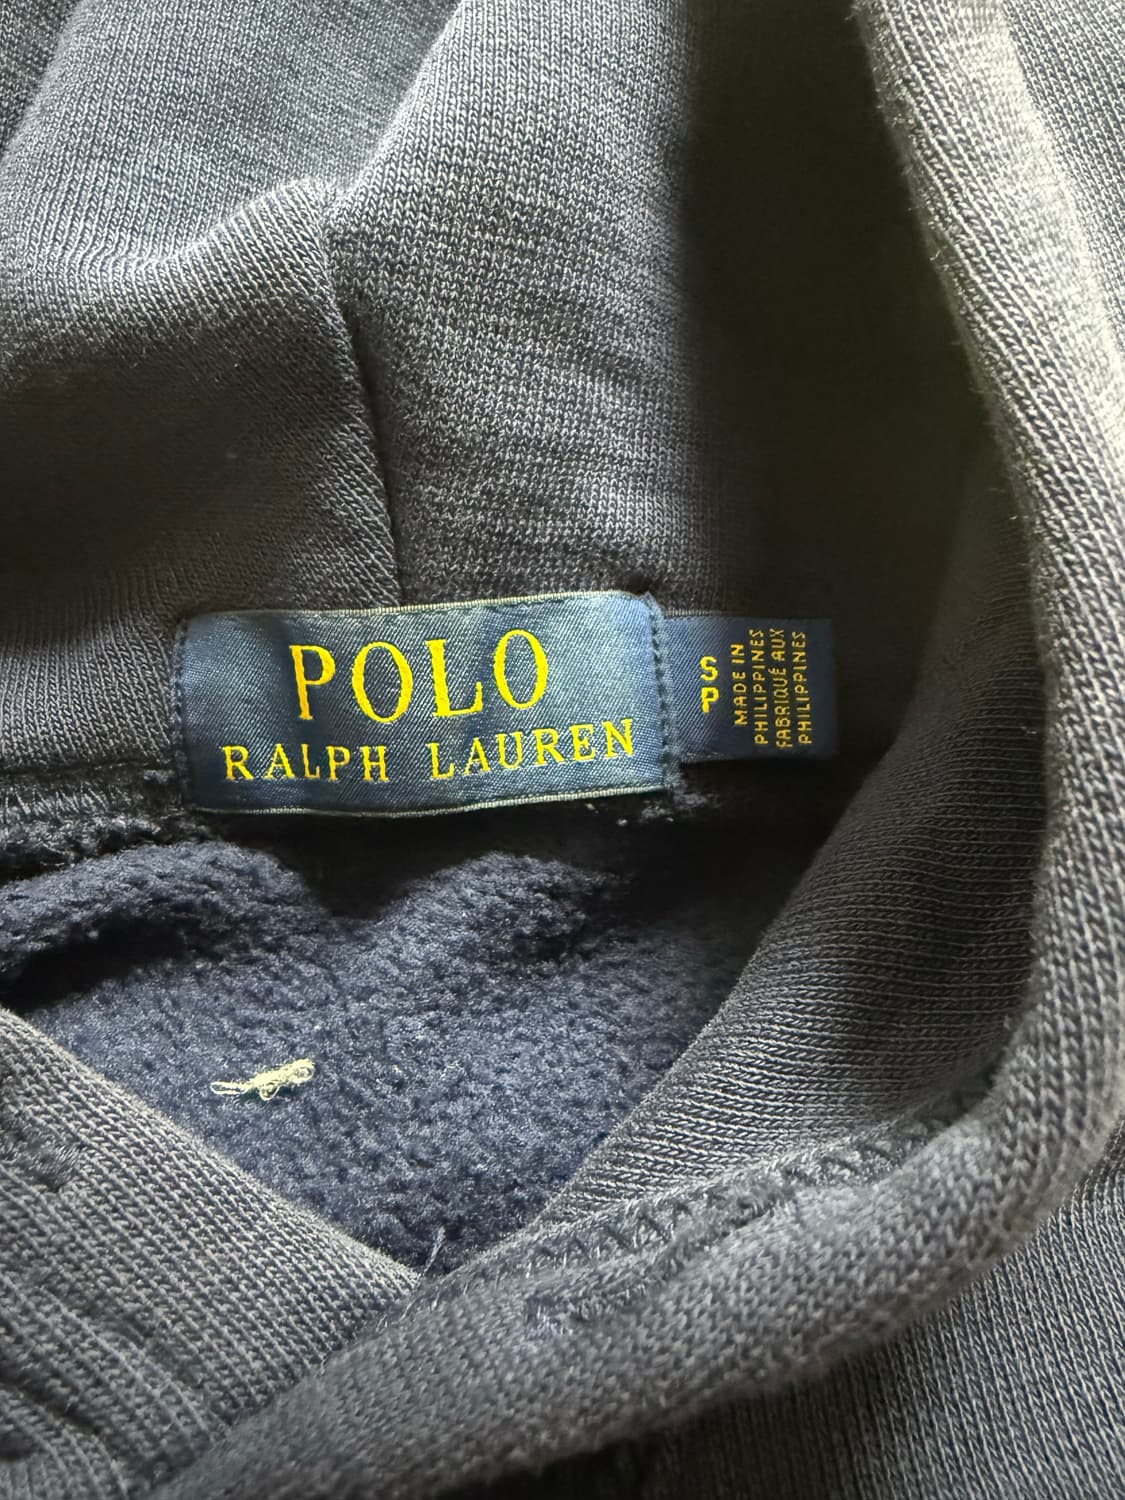 POLO
RALPH LAUREN
S
P
MADE IN
PHILIPPINES
FABRIQUÉ AUX
PHILIPPINES